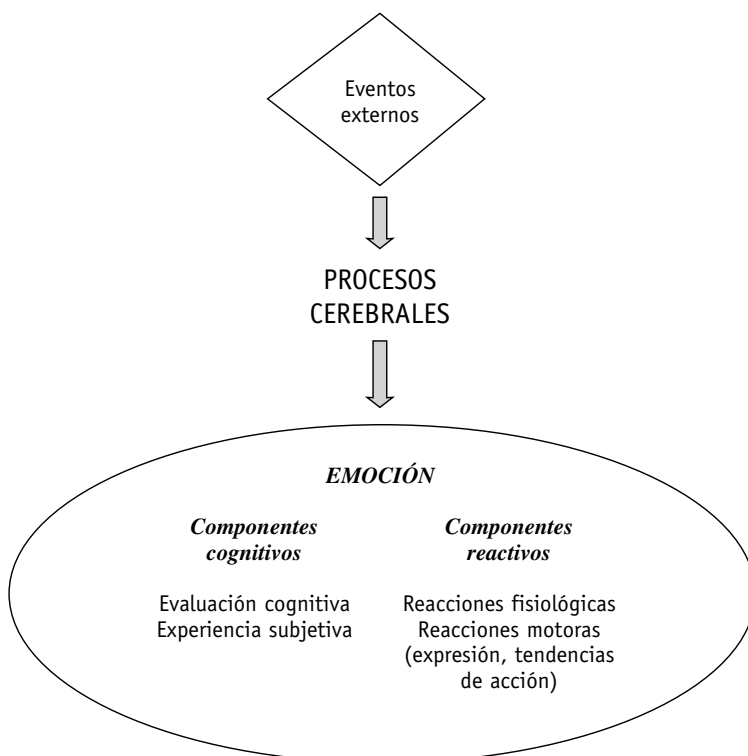 Eventos
externos
PROCESOS
CEREBRALES
EMOCIÓN
Componentes
cognitivos
Evaluación cognitiva
Experiencia subjetiva
Componentes
reactivos
Reacciones fisiológicas
Reacciones motoras
(expresión, tendencias
de acción)